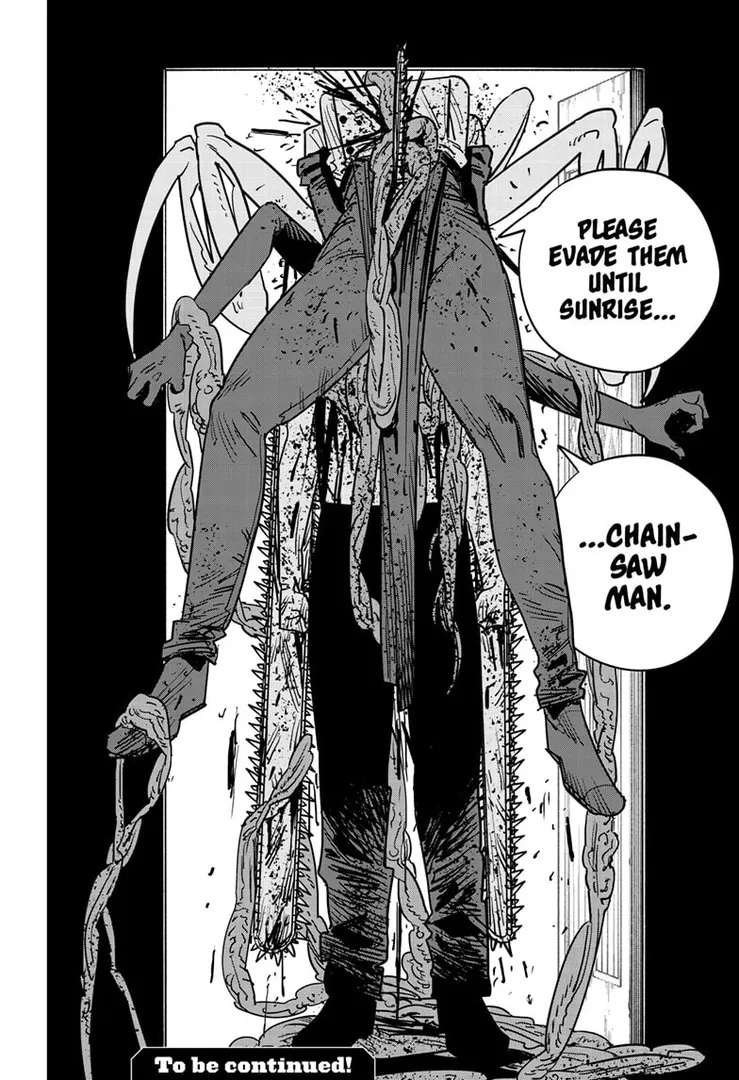 PLEASE
EVADE THEM
UNTIL
SUNRISE...
...CHAIN-
SAW
MAN.
To be continued!